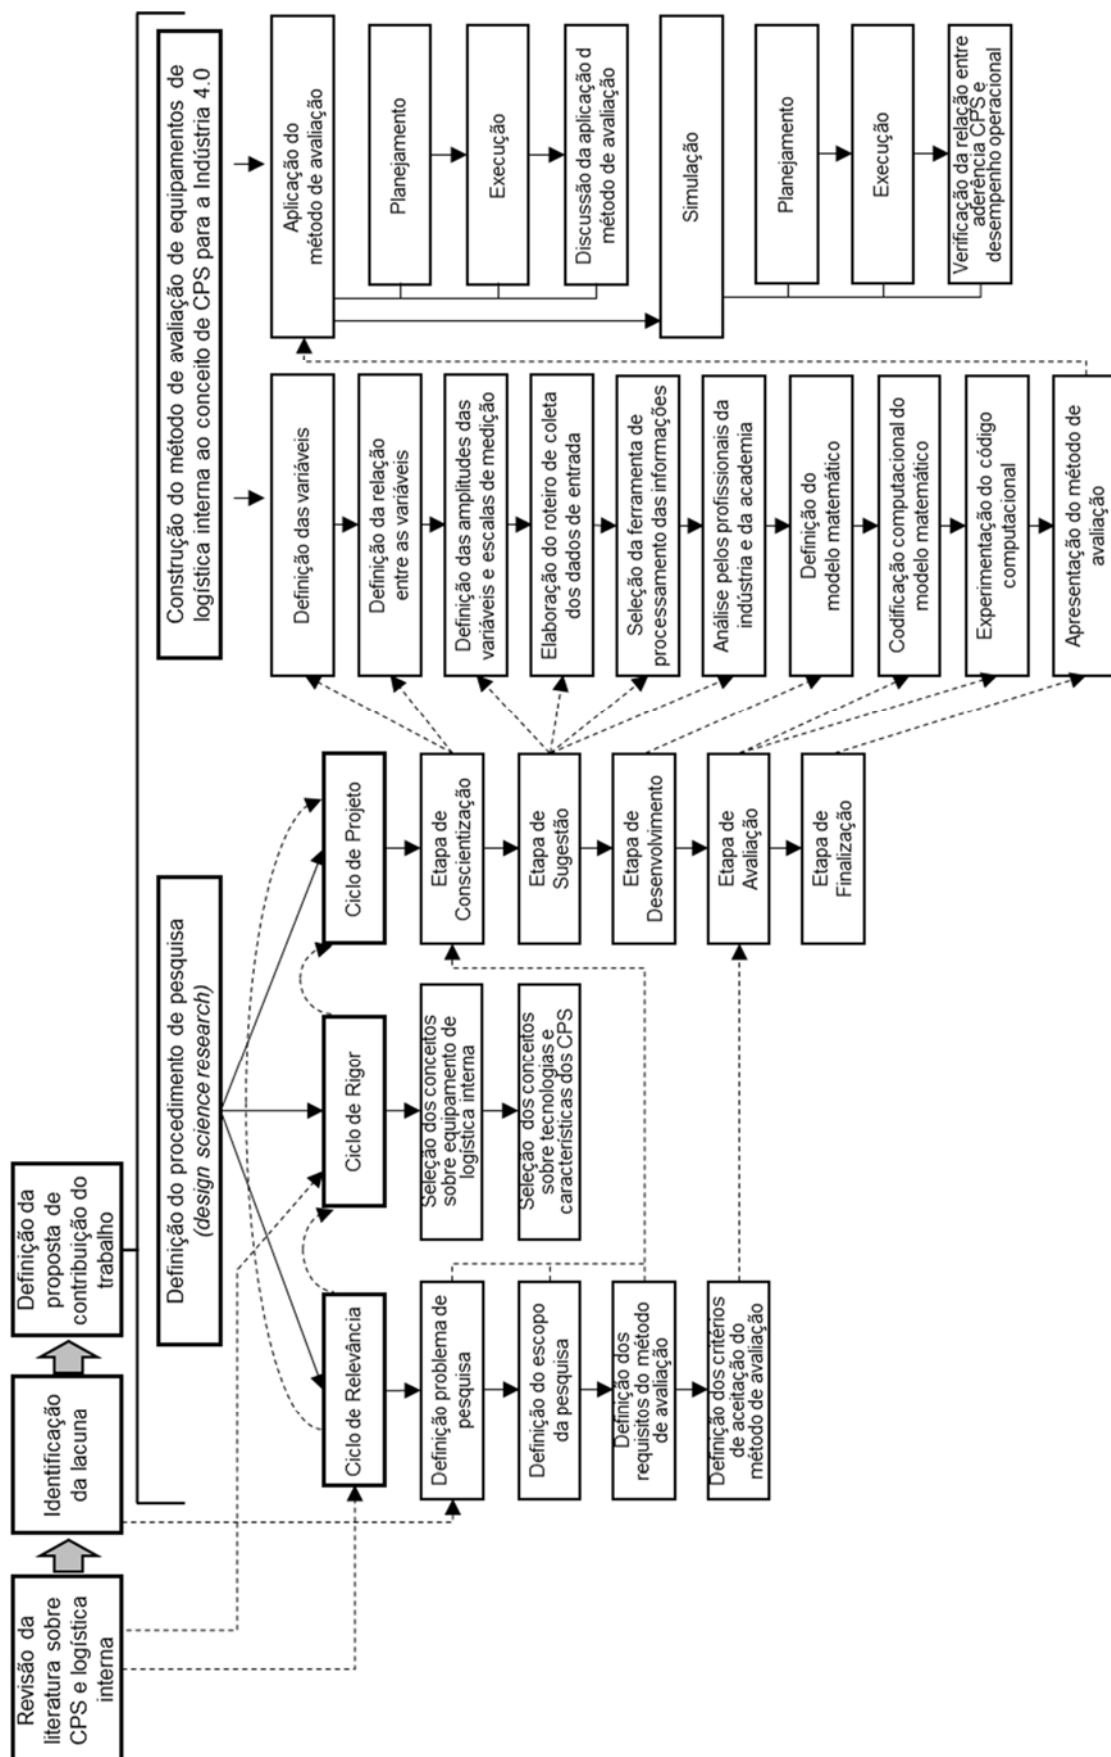 Revisão da
literatura sobre
CPS e logística
interna
Identificação
da lacuna
Definição da
proposta de
contribuição do
trabalho
Definição do procedimento de pesquisa
(design science research)
Construção do método de avaliação de equipamentos de
logística interna ao conceito de CPS para a Indústria 4.0
Ciclo de Relevância
Ciclo de Rigor
Ciclo de Projeto
Definição problema de
pesquisa
Definição do escopo
da pesquisa
Definição dos
requisitos do método
de avaliação
Definição dos critérios
de aceitação do
método de avaliação
Seleção dos conceitos
sobre equipamento de
logística interna
Seleção dos conceitos
sobre tecnologias e
características dos CPS
Etapa de
Conscientização
Etapa de
Sugestão
Etapa de
Desenvolvimento
Etapa de
Avaliação
Etapa de
Finalização
Definição das variáveis
Definição da relação
entre as variáveis
Definição das amplitudes das
variáveis e escalas de medição
Elaboração do roteiro de coleta
dos dados de entrada
Seleção da ferramenta de
processamento das informações
Análise pelos profissionais da
indústria e da academia
Definição do
modelo matemático
Codificação computacional do
modelo matemático
Experimentação do código
computacional
Apresentação do método de
avaliação
Aplicação do
método de avaliação
Planejamento
Execução
Discussão da aplicação d
método de avaliação
Simulação
Planejamento
Execução
Verificação da relação entre
aderência CPS e
desempenho operacional